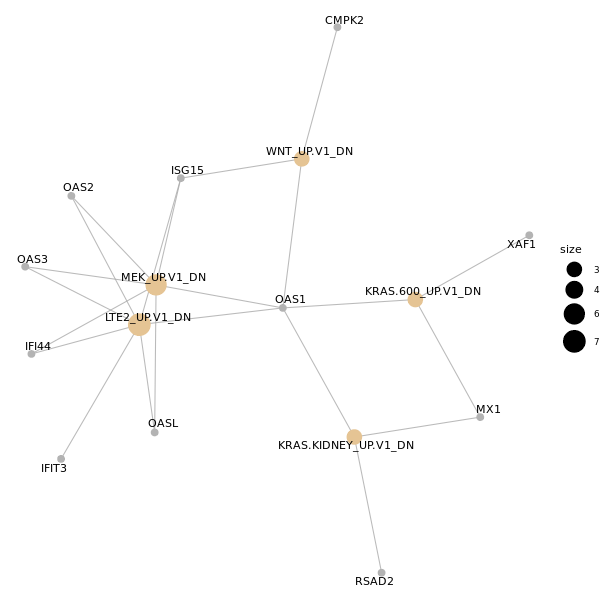 CMPK2
WNT_UP.V1_DN
ISG15
OAS2
XAF1
size
OAS3
MEK_UP.V1_DN
3
KRAS.600_UP.V1_DN
4
OAS1
LTE2_UP.V1_DN
6
IFI44
7
MX1
OASL
KRAS.KIDNEY_UP.V1_DN
IFIT3
RSAD2